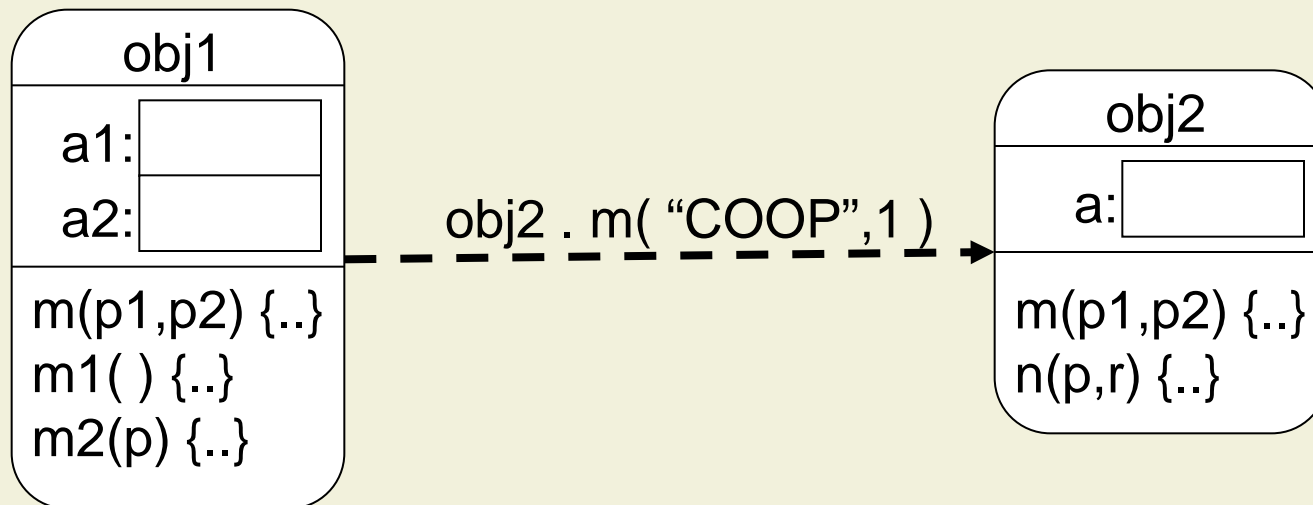 obj1
a1:
a2:
m(p1,p2) {..}
m1( ) {..}
m2(p) {..}
obj2 . m( “COOP”,1 )
obj2
a:
m(p1,p2) {..}
n(p,r) {..}